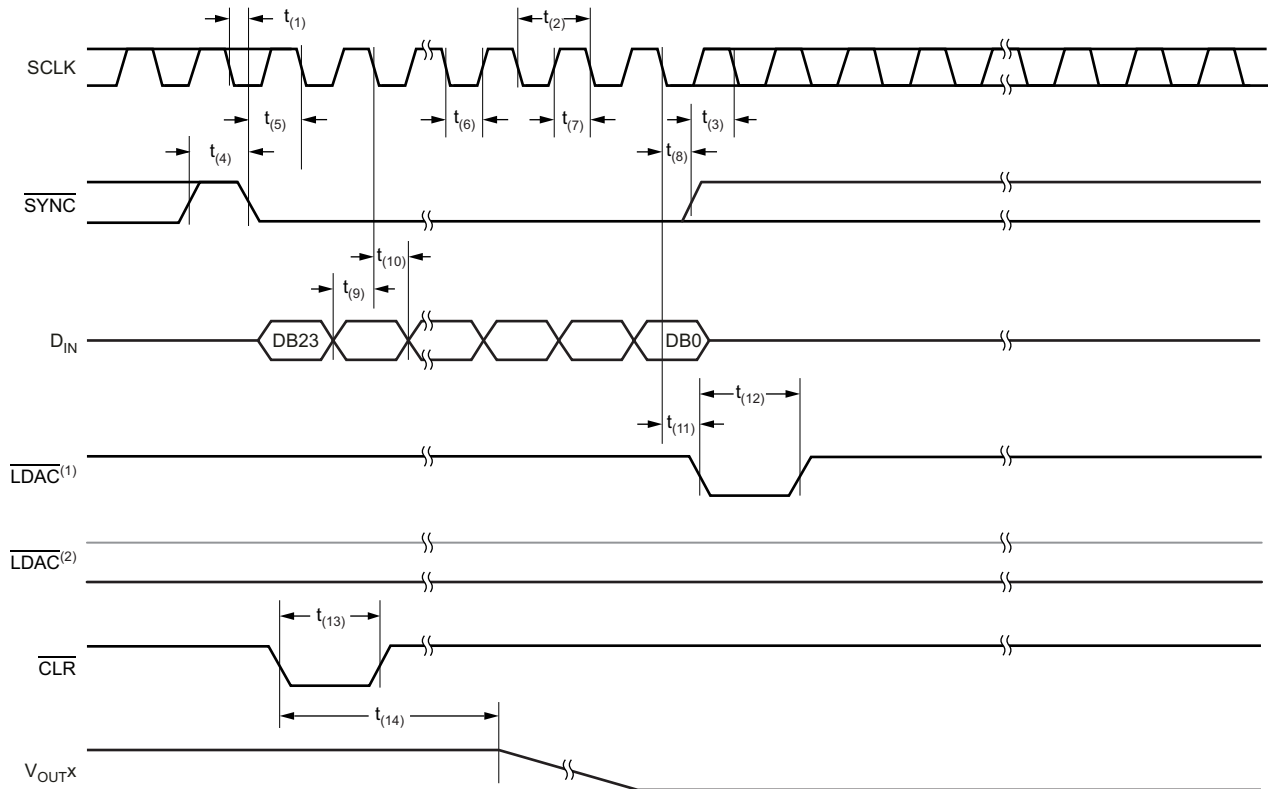 t(1)
t(2)
SCLK
t(5)
t(6)
t(7)
t(3)
t(4)
t(8)
SYNC
t(10)
t(9)
DIN
DB23
DB0
t(12)
t(11)
LDAC(1)
LDAC(2)
t(13)
CLR
t(14)
VOUTX